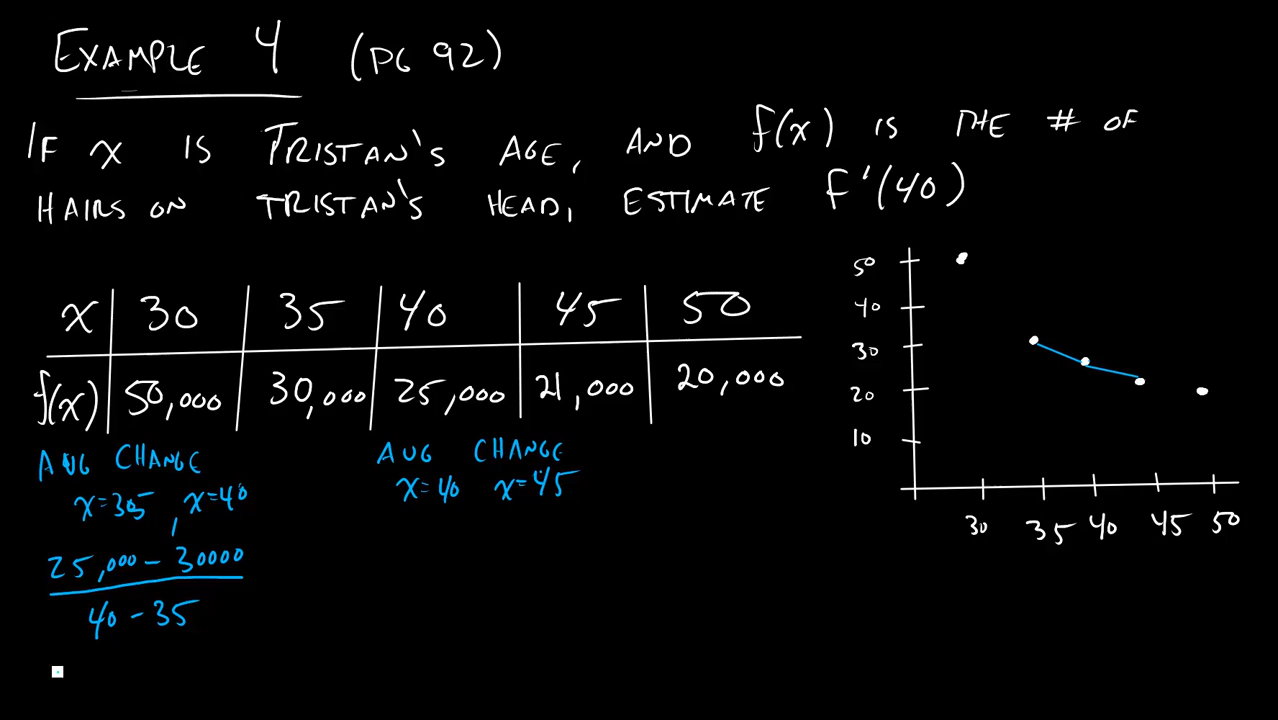 EXAMPLE 4 (PG 92)
IF x IS TRISTAN'S AGE, AND f(x) IS THE # OF
HAIRS ON TRISTAN'S HEAD, ESTIMATE F'(40)
x 30 35 40 45 50
f(x) 50,000 30,000 25,000 21,000 20,000
AVG CHANGE
x=35, x=40
25,000 - 30000
40 - 35
AVG CHANGE
x=40 x=45
50
40
30
20
10
30 35 40 45 50